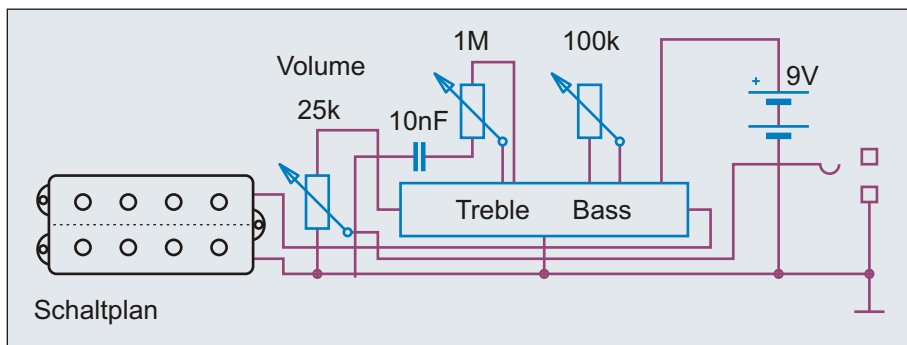 1M
100k
Volume
9V
+
25k
10nF
Treble
Bass
Schaltplan